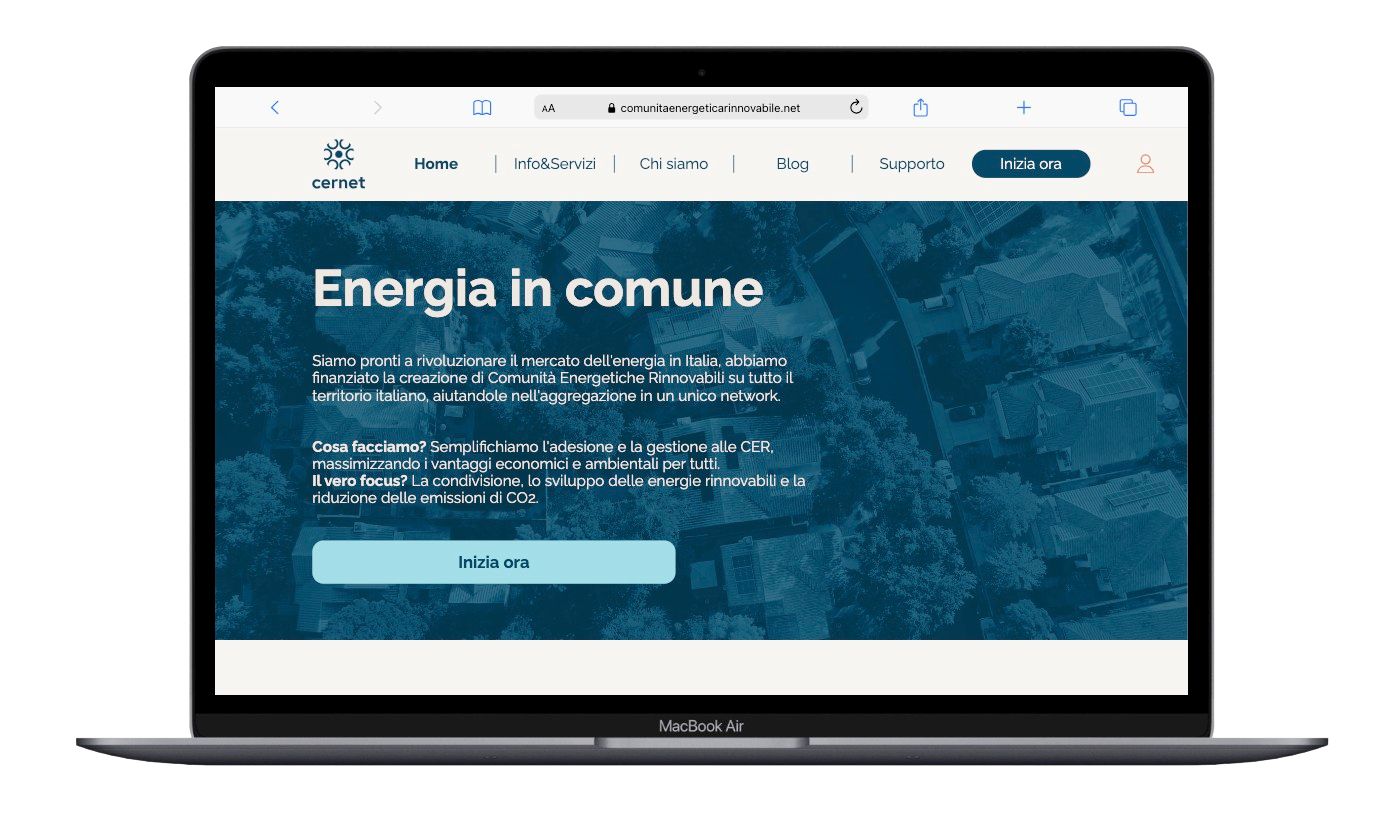 AA comunitaenergeticarinnovabile.net
cernet
Home | Info&Servizi | Chi siamo | Blog | Supporto Inizia ora
Energia in comune
Siamo pronti a rivoluzionare il mercato dell'energia in Italia, abbiamo
finanziato la creazione di Comunità Energetiche Rinnovabili su tutto il
territorio italiano, aiutandole nell'aggregazione in un unico network.
Cosa facciamo? Semplifichiamo l'adesione e la gestione alle CER,
massimizzando i vantaggi economici e ambientali per tutti.
Il vero focus? La condivisione, lo sviluppo delle energie rinnovabili e la
riduzione delle emissioni di CO2.
Inizia ora
MacBook Air